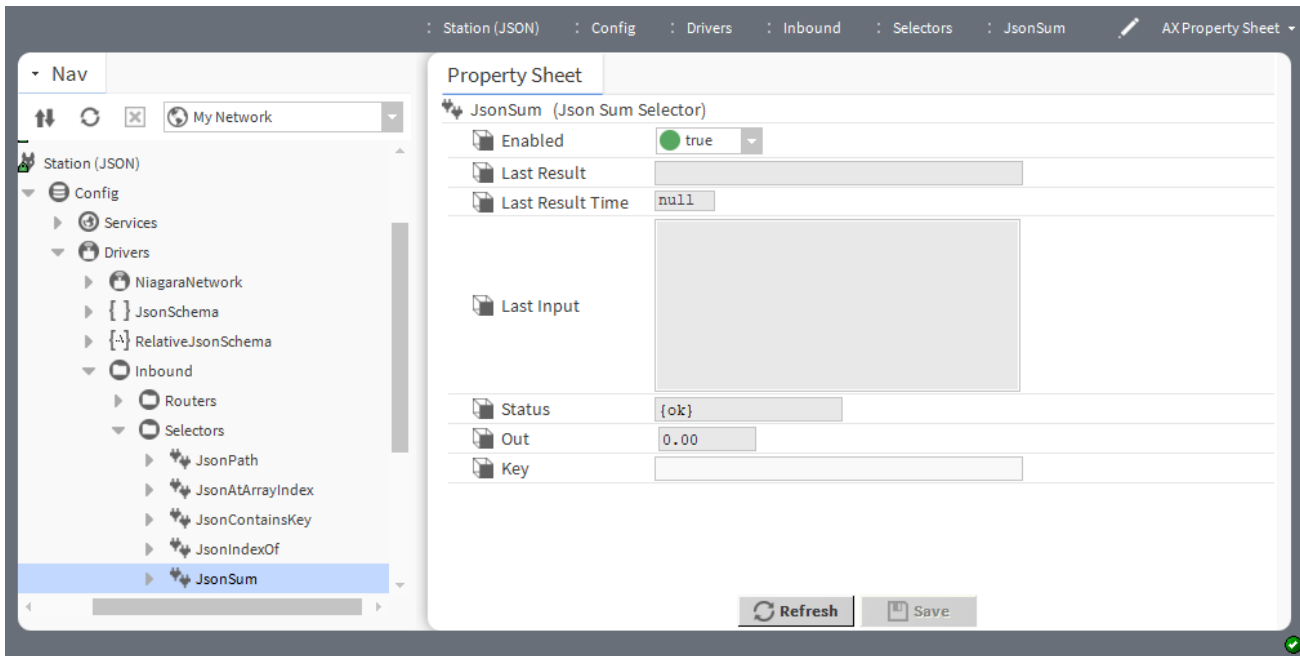 : Station (JSON) : Config : Drivers : Inbound : Selectors : JsonSum AX Property Sheet
Nav
My Network
Station (JSON)
Config
Services
Drivers
NiagaraNetwork
JsonSchema
RelativeJsonSchema
Inbound
Routers
Selectors
JsonPath
JsonAtArrayIndex
JsonContainsKey
JsonIndexOf
JsonSum
Property Sheet
JsonSum (Json Sum Selector)
Enabled true
Last Result
Last Result Time null
Last Input
Status {ok}
Out 0.00
Key
Refresh Save